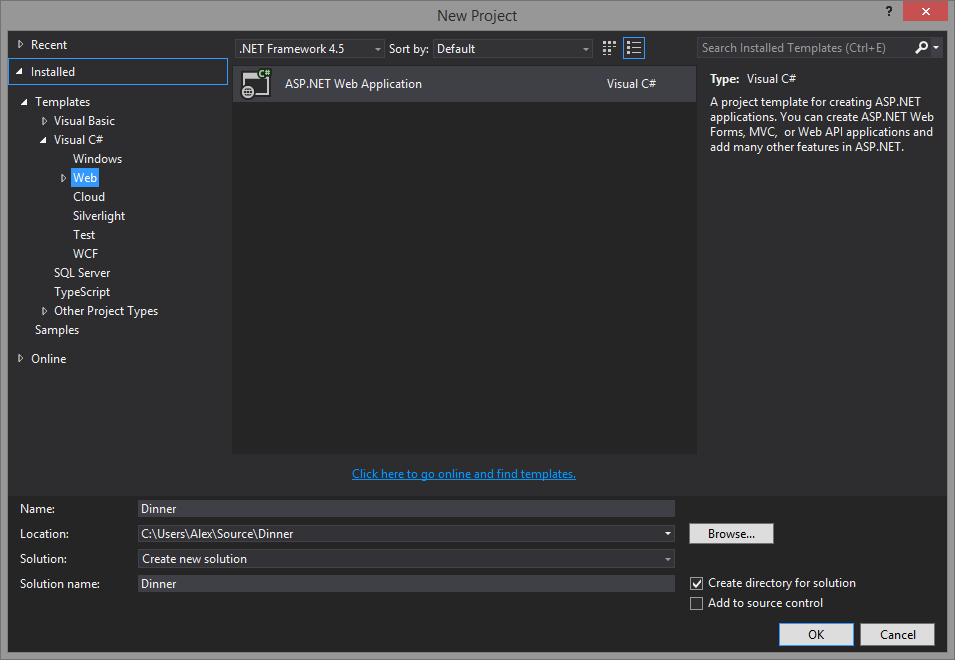 New Project
?
Recent
Installed
Templates
Visual Basic
Visual C#
Windows
Web
Cloud
Silverlight
Test
WCF
SQL Server
TypeScript
Other Project Types
Samples
Online
.NET Framework 4.5
Sort by:
Default
C#
ASP.NET Web Application
Visual C#
Click here to go online and find templates.
Search Installed Templates (Ctrl+E)
Type: Visual C#
A project template for creating ASP.NET
applications. You can create ASP.NET Web
Forms, MVC, or Web API applications and
add many other features in ASP.NET.
Name:
Dinner
Location:
C:\Users\Alex\Source\Dinner
Browse...
Solution:
Create new solution
Solution name:
Dinner
Create directory for solution
Add to source control
OK
Cancel